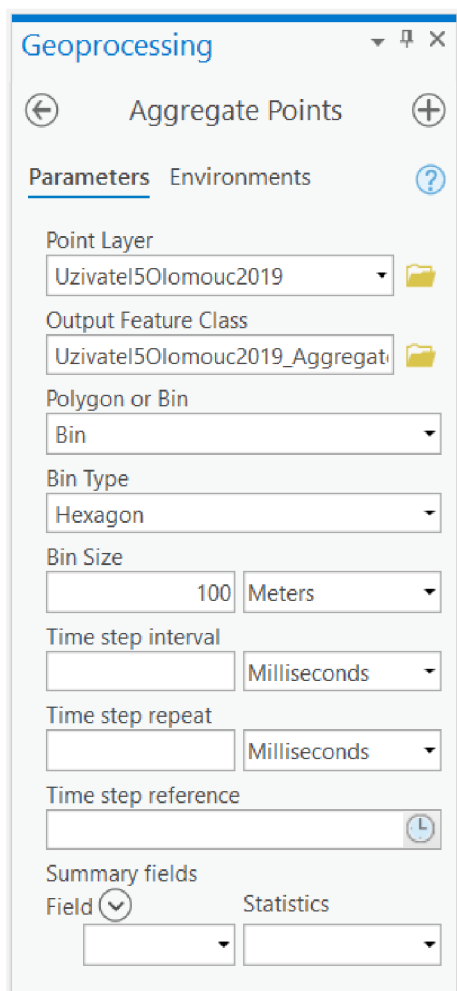 Geoprocessing
Aggregate Points
Parameters Environments
Point Layer
Uzivatel5Olomouc2019
Output Feature Class
Uzivatel5Olomouc2019_Aggregat
Polygon or Bin
Bin
Bin Type
Hexagon
Bin Size
100 Meters
Time step interval
Milliseconds
Time step repeat
Milliseconds
Time step reference
Summary fields
Field Statistics